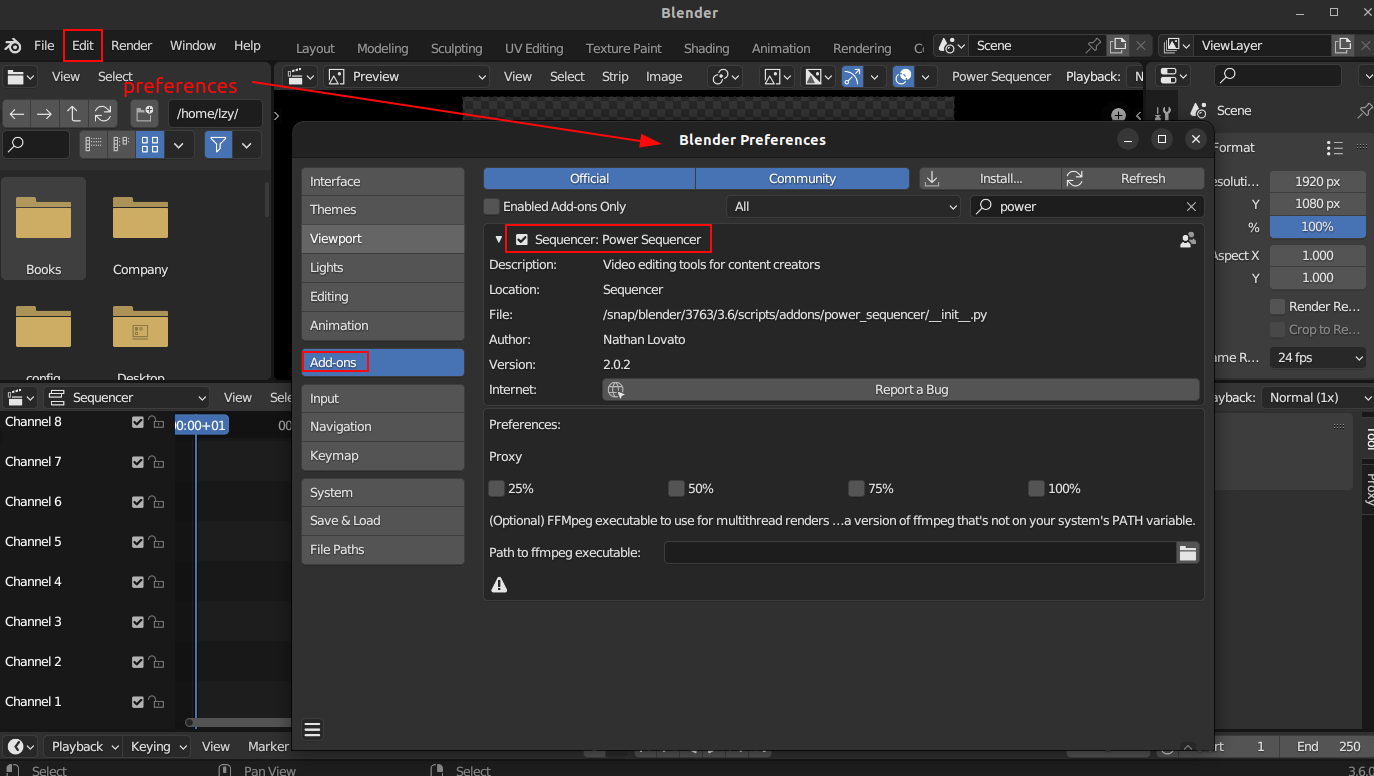 Blender
File Edit Render Window Help Layout Modeling Sculpting UV Editing Texture Paint Shading Animation Rendering Scene ViewLayer
View Select Preview View Select Strip Image Power Sequencer Playback: N
preferences
/home/lzy/ Scene
Blender Preferences
Format
Books Company
Desktop
Interface
Themes
Viewport
Lights
Editing
Animation
Add-ons
Input
Navigation
Keymap
System
Save & Load
File Paths
Official Community Install... Refresh
Enabled Add-ons Only All power
Sequencer: Power Sequencer
Description: Video editing tools for content creators
Location: Sequencer
File: /snap/blender/3763/3.6/scripts/addons/power_sequencer/__init__.py
Author: Nathan Lovato
Version: 2.0.2
Internet: Report a Bug
Preferences:
Proxy
25% 50% 75% 100%
(Optional) FFMpeg executable to use for multithread renders ...a version of ffmpeg that's not on your system's PATH variable.
Path to ffmpeg executable:
esoluti... 1920 px
Y 1080 px
% 100%
Aspect X 1.000
Y 1.000
Render Re...
Crop to Re...
me R... 24 fps
Sequencer View Sele
yback: Normal (1x)
00:00+01 00
Channel 8
Channel 7
Channel 6
Channel 5
Channel 4
Channel 3
Channel 2
Channel 1
Tool
Proxy
Playback Keying View Marker rt 1 End 250
Select Pan View Select 3.6.0